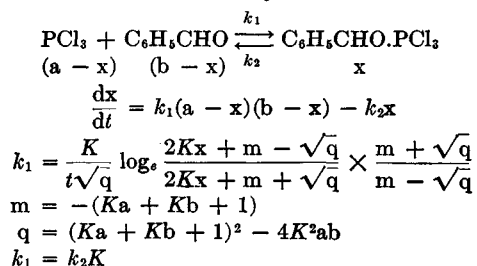 k₁
PCl₃ + C₆H₅CHO ⇌ C₆H₅CHO.PCl₃
k₂
(a − x) (b − x) x
dx/dt = k₁(a − x)(b − x) − k₂x
k₁ = K/t√q logₑ 2Kx + m − √q/2Kx + m + √q × m + √q/m − √q
m = −(Ka + Kb + 1)
q = (Ka + Kb + 1)² − 4K²ab
k₁ = k₂K